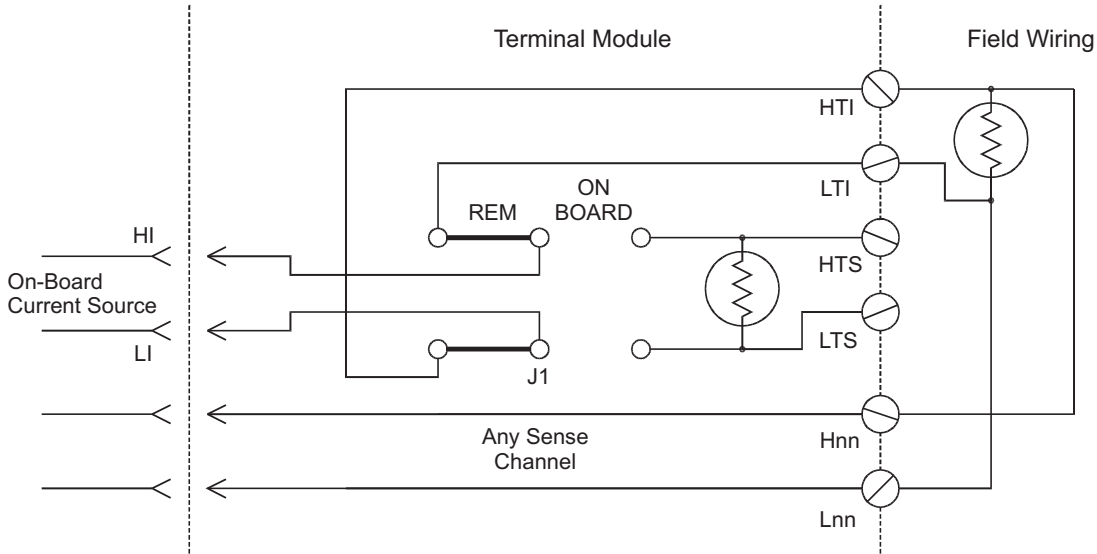 Terminal Module
Field Wiring
HTI
LTI
ON
BOARD
REM
HI
HTS
On-Board
Current Source
LI
LTS
J1
Hnn
Any Sense
Channel
Lnn